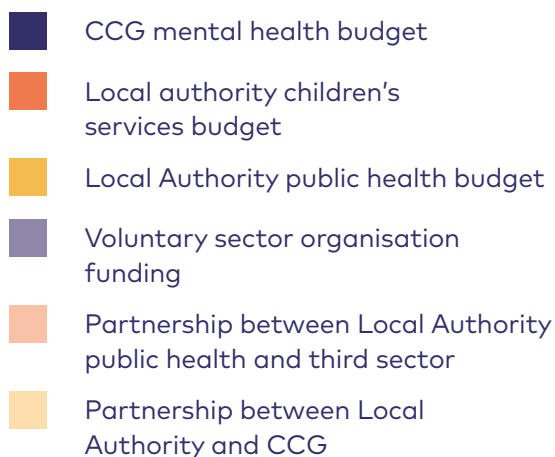 CCG mental health budget
Local authority children's
services budget
Local Authority public health budget
Voluntary sector organisation
funding
Partnership between Local Authority
public health and third sector
Partnership between Local
Authority and CCG